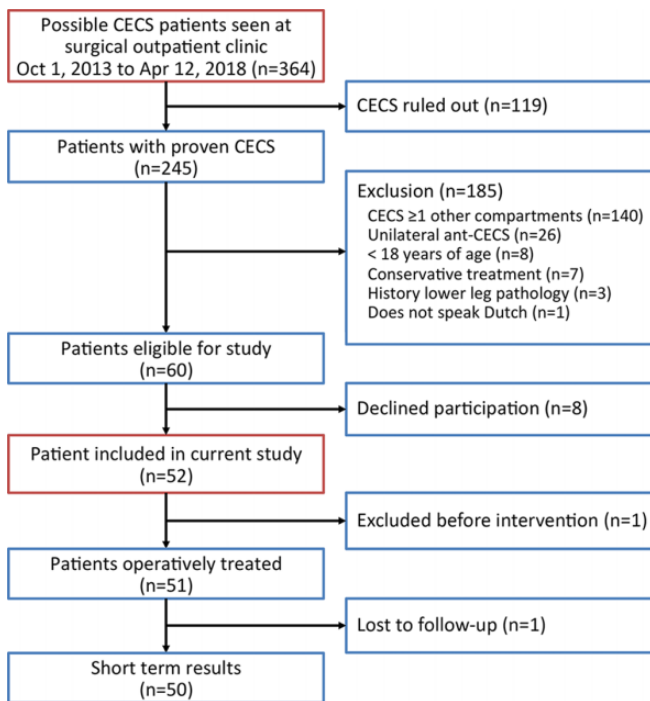 Possible CECS patients seen at
surgical outpatient clinic
Oct 1, 2013 to Apr 12, 2018 (n=364)
CECS ruled out (n=119)
Patients with proven CECS
(n=245)
Exclusion (n=185)
CECS ≥1 other compartments (n=140)
Unilateral ant-CECS (n=26)
< 18 years of age (n=8)
Conservative treatment (n=7)
History lower leg pathology (n=3)
Does not speak Dutch (n=1)
Patients eligible for study
(n=60)
Declined participation (n=8)
Patient included in current study
(n=52)
Excluded before intervention (n=1)
Patients operatively treated
(n=51)
Lost to follow-up (n=1)
Short term results
(n=50)